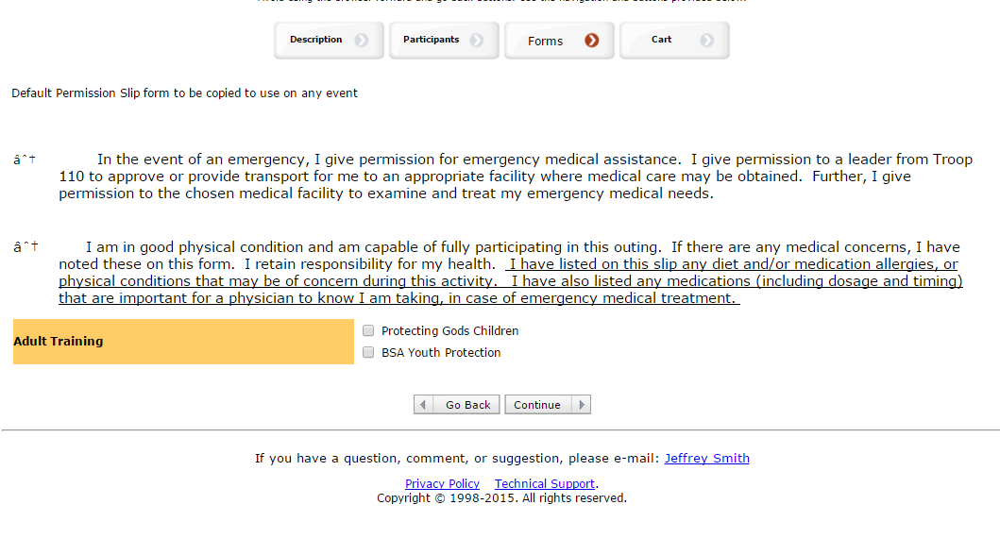 Description
Participants
Forms
Cart
Default Permission Slip form to be copied to use on any event
âˆ† In the event of an emergency, I give permission for emergency medical assistance. I give permission to a leader from Troop
110 to approve or provide transport for me to an appropriate facility where medical care may be obtained. Further, I give
permission to the chosen medical facility to examine and treat my emergency medical needs.
âˆ† I am in good physical condition and am capable of fully participating in this outing. If there are any medical concerns, I have
noted these on this form. I retain responsibility for my health. I have listed on this slip any diet and/or medication allergies, or
physical conditions that may be of concern during this activity. I have also listed any medications (including dosage and timing)
that are important for a physician to know I am taking, in case of emergency medical treatment.
Adult Training
Protecting Gods Children
BSA Youth Protection
Go Back
Continue
If you have a question, comment, or suggestion, please e-mail: Jeffrey Smith
Privacy Policy Technical Support.
Copyright © 1998-2015. All rights reserved.